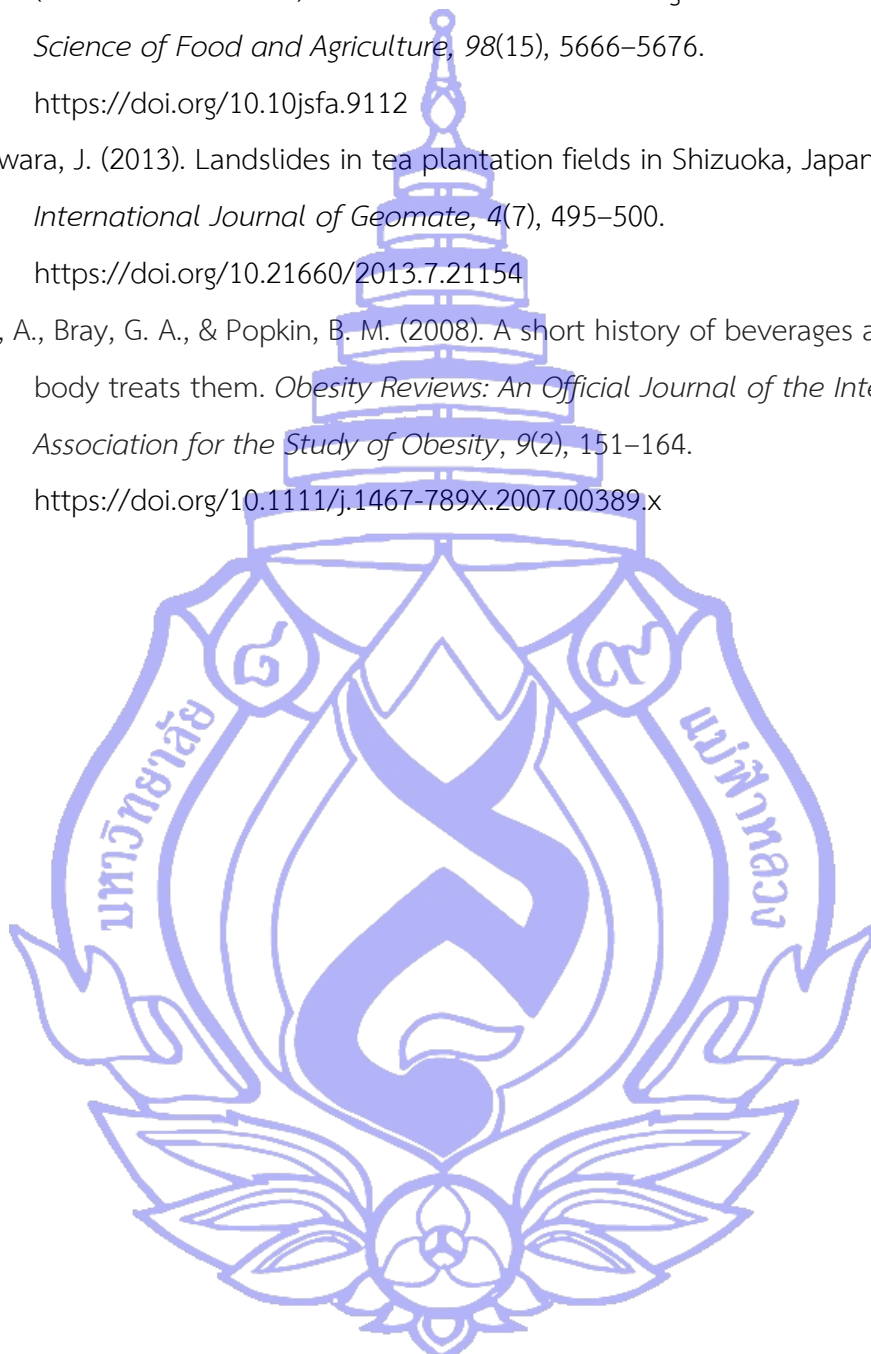 Science of Food and Agriculture, 98(15), 5666–5676.
https://doi.org/10.10jsfa.9112
wara, J. (2013). Landslides in tea plantation fields in Shizuoka, Japan
International Journal of Geomate, 4(7), 495–500.
https://doi.org/10.21660/2013.7.21154
, A., Bray, G. A., & Popkin, B. M. (2008). A short history of beverages a
body treats them. Obesity Reviews: An Official Journal of the Inte
Association for the Study of Obesity, 9(2), 151–164.
https://doi.org/10.1111/j.1467-789X.2007.00389.x
๘ ๙
มหาวิทยาลัย
แม่ฟ้าหลวง